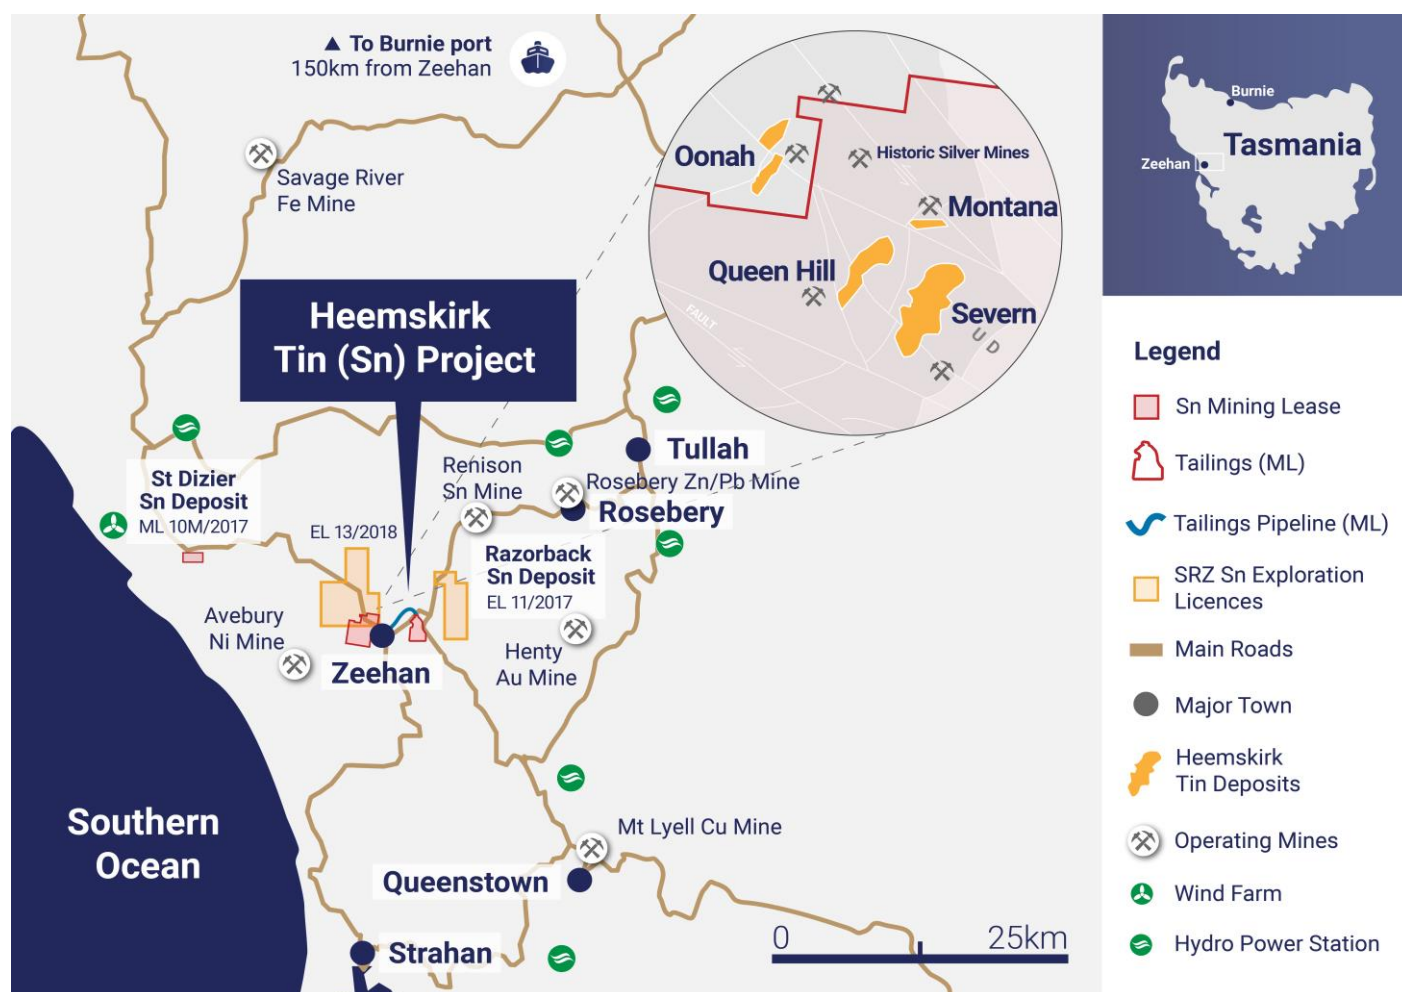 ▲ To Burnie port
150km from Zeehan
Savage River
Fe Mine
Heemskirk
Tin (Sn) Project
Oonah
Historic Silver Mines
Montana
Queen Hill
Severn
FAULT
U D
Burnie
Tasmania
Zeehan
Tullah
Renison
Sn Mine
Rosebery Zn/Pb Mine
Rosebery
St Dizier
Sn Deposit
ML 10M/2017
EL 13/2018
Razorback
Sn Deposit
EL 11/2017
Avebury
Ni Mine
Zeehan
Henty
Au Mine
Southern
Ocean
Mt Lyell Cu Mine
Queenstown
Strahan
0 25km
Legend
Sn Mining Lease
Tailings (ML)
Tailings Pipeline (ML)
SRZ Sn Exploration
Licences
Main Roads
Major Town
Heemskirk
Tin Deposits
Operating Mines
Wind Farm
Hydro Power Station